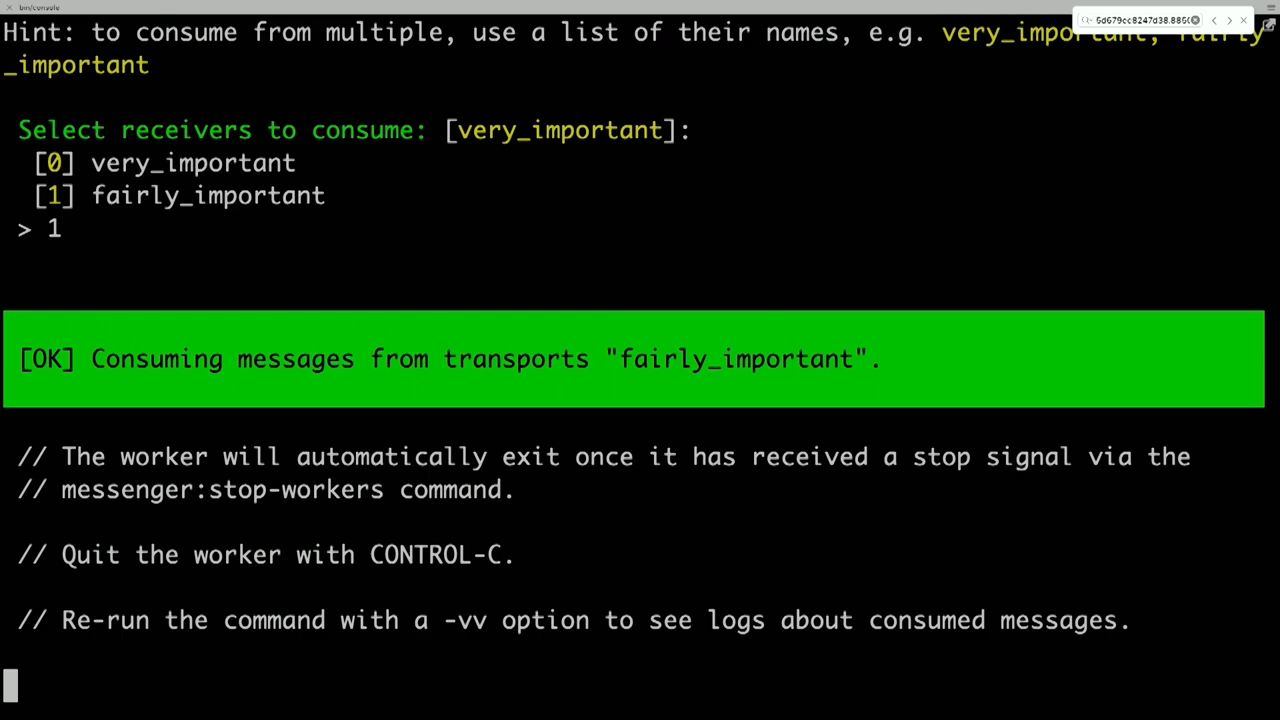 bin/console
Hint: to consume from multiple, use a list of their names, e.g. very_important, fairly
_important
Select receivers to consume: [very_important]:
[0] very_important
[1] fairly_important
> 1
[OK] Consuming messages from transports "fairly_important".
// The worker will automatically exit once it has received a stop signal via the
// messenger:stop-workers command.
// Quit the worker with CONTROL-C.
// Re-run the command with a -vv option to see logs about consumed messages.